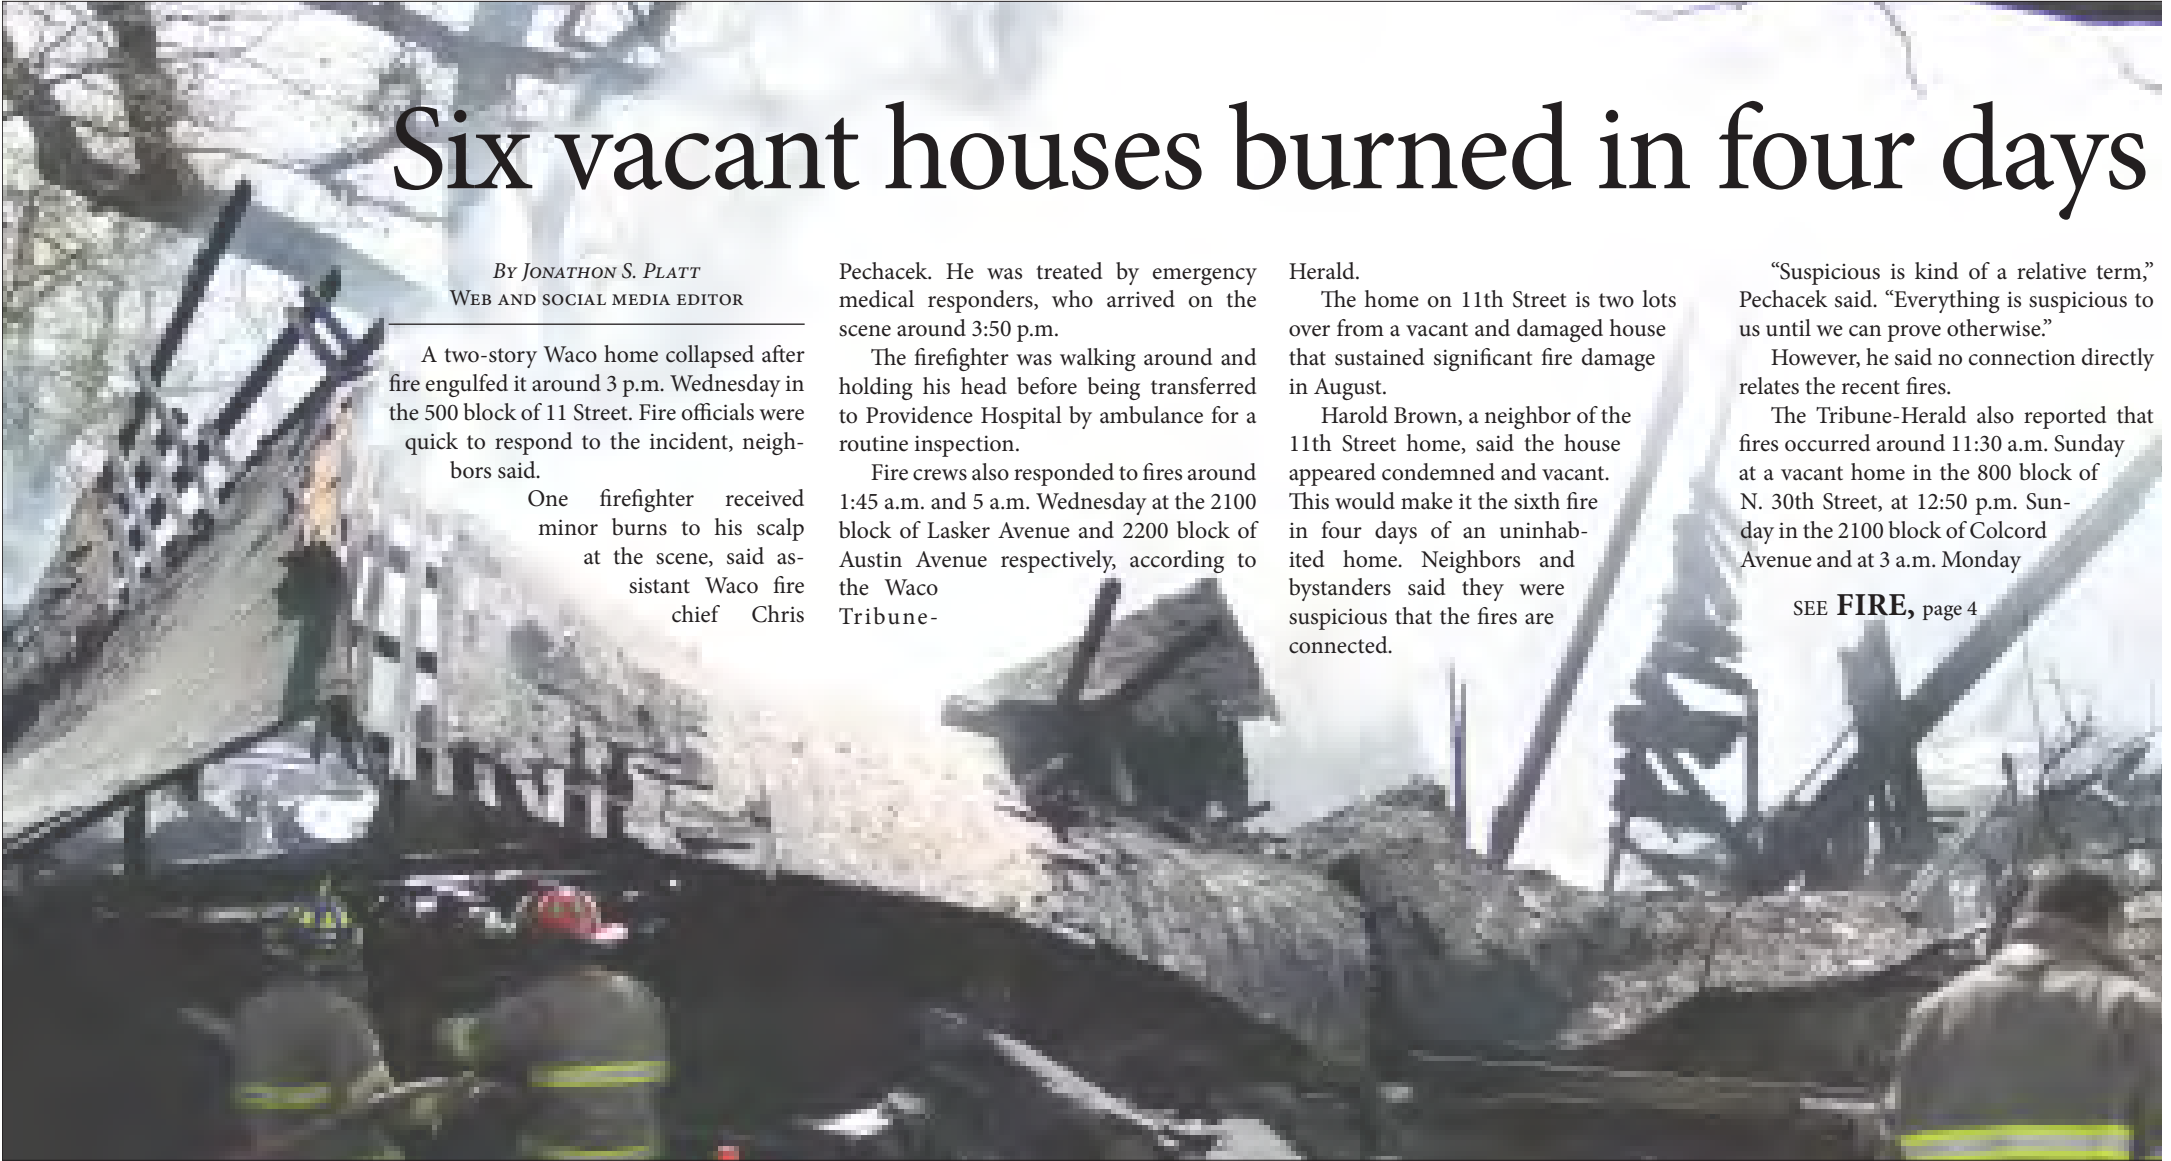 Six vacant houses burned in four days
By Jonathon S. Platt
Web and social media editor
A two-story Waco home collapsed after
fire engulfed it around 3 p.m. Wednesday in
the 500 block of 11 Street. Fire officials were
quick to respond to the incident, neigh-
bors said.
One firefighter received
minor burns to his scalp
at the scene, said as-
sistant Waco fire
chief Chris
Pechacek. He was treated by emergency
medical responders, who arrived on the
scene around 3:50 p.m.
The firefighter was walking around and
holding his head before being transferred
to Providence Hospital by ambulance for a
routine inspection.
Fire crews also responded to fires around
1:45 a.m. and 5 a.m. Wednesday at the 2100
block of Lasker Avenue and 2200 block of
Austin Avenue respectively, according to
the Waco
Tribune-
Herald.
The home on 11th Street is two lots
over from a vacant and damaged house
that sustained significant fire damage
in August.
Harold Brown, a neighbor of the
11th Street home, said the house
appeared condemned and vacant.
This would make it the sixth fire
in four days of an uninhab-
ited home. Neighbors and
bystanders said they were
suspicious that the fires are
connected.
“Suspicious is kind of a relative term,”
Pechacek said. “Everything is suspicious to
us until we can prove otherwise.”
However, he said no connection directly
relates the recent fires.
The Tribune-Herald also reported that
fires occurred around 11:30 a.m. Sunday
at a vacant home in the 800 block of
N. 30th Street, at 12:50 p.m. Sun-
day in the 2100 block of Colcord
Avenue and at 3 a.m. Monday
SEE FIRE, page 4